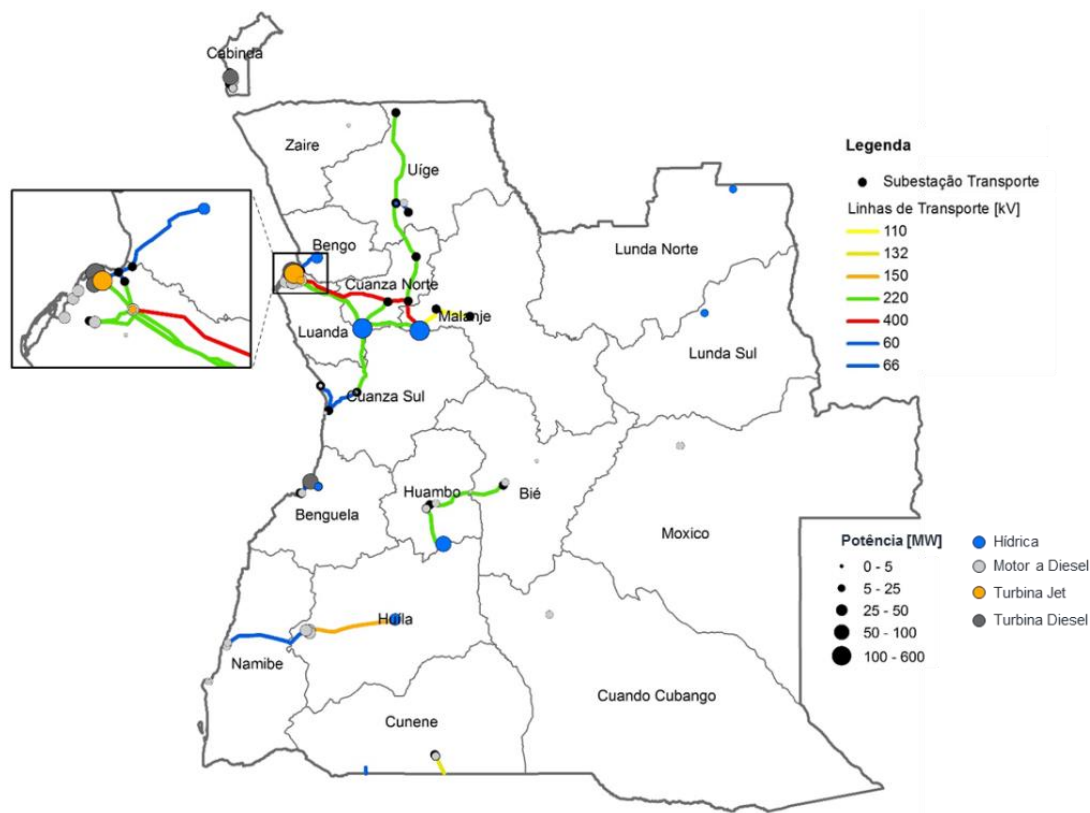 Cabinda
Zaire
Uíge
Bengo
Cuanza Norte
Malanje
Luanda
Cuanza Sul
Lunda Norte
Lunda Sul
Benguela
Huambo
Bié
Moxico
Huíla
Namibe
Cunene
Cuando Cubango
Legenda
Subestação Transporte
Linhas de Transporte [kV]
110
132
150
220
400
60
66
Potência [MW]
0 - 5
5 - 25
25 - 50
50 - 100
100 - 600
Hídrica
Motor a Diesel
Turbina Jet
Turbina Diesel